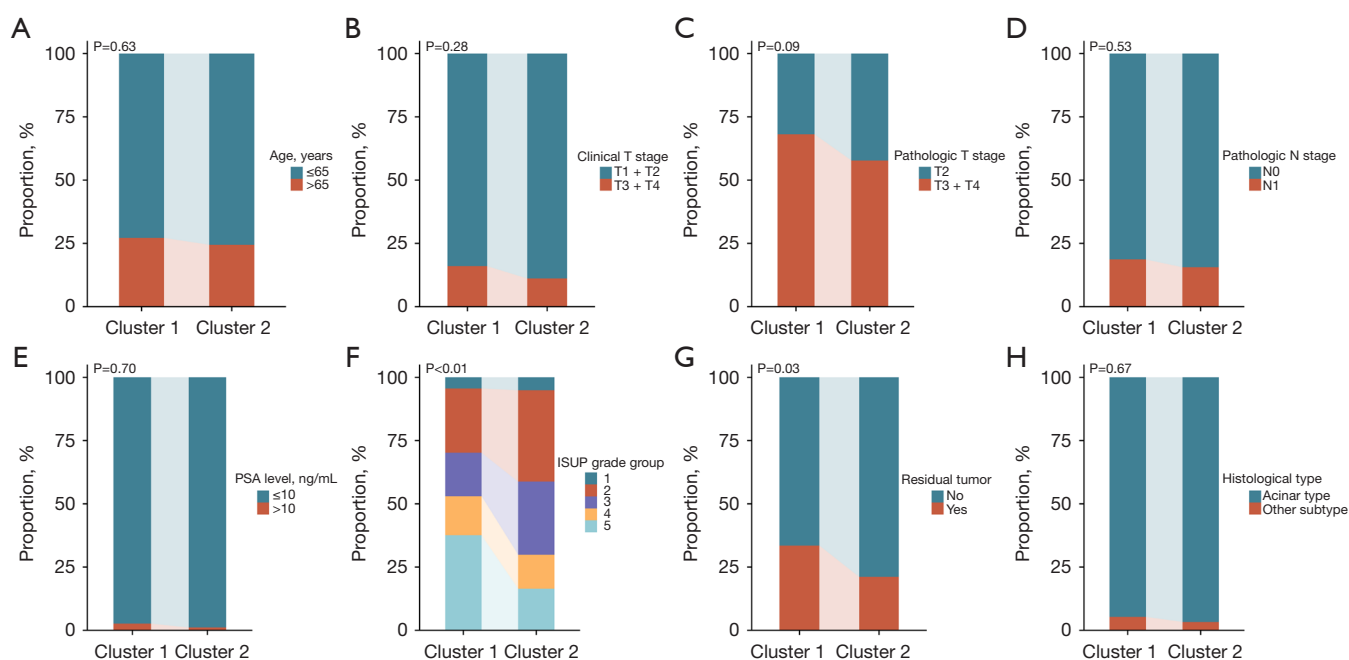 A
P=0.63
100
75
50
25
0
Proportion, %
Age, years
≤65
>65
Cluster 1 Cluster 2
B
P=0.28
100
75
50
25
0
Proportion, %
Clinical T stage
T1 + T2
T3 + T4
Cluster 1 Cluster 2
C
P=0.09
100
75
50
25
0
Proportion, %
Pathologic T stage
T2
T3 + T4
Cluster 1 Cluster 2
D
P=0.53
100
75
50
25
0
Proportion, %
Pathologic N stage
N0
N1
Cluster 1 Cluster 2
E
P=0.70
100
75
50
25
0
Proportion, %
PSA level, ng/mL
≤10
>10
Cluster 1 Cluster 2
F
P<0.01
100
75
50
25
0
Proportion, %
ISUP grade group
1
2
3
4
5
Cluster 1 Cluster 2
G
P=0.03
100
75
50
25
0
Proportion, %
Residual tumor
No
Yes
Cluster 1 Cluster 2
H
P=0.67
100
75
50
25
0
Proportion, %
Histological type
Acinar type
Other subtype
Cluster 1 Cluster 2